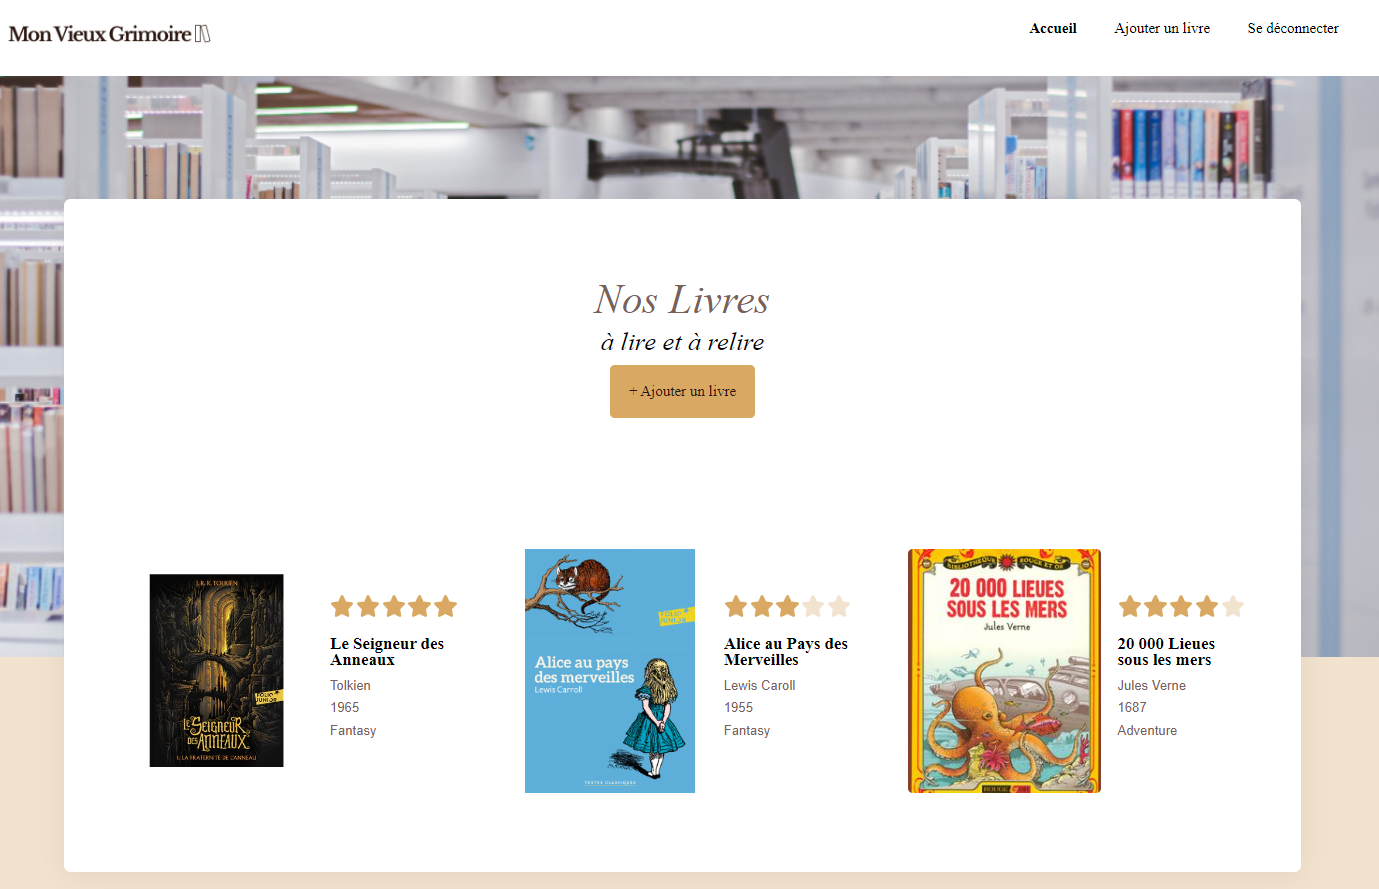 Mon Vieux Grimoire
Accueil
Ajouter un livre
Se déconnecter
Nos Livres
à lire et à relire
+ Ajouter un livre
J. R. R. TOLKIEN
FOLIO
JUNIOR
LE SEIGNEUR
DES ANNEAUX
I. LA FRATERNITÉ DE L'ANNEAU
Le Seigneur des
Anneaux
Tolkien
1965
Fantasy
FOLIO
JUNIOR
Alice au pays
des merveilles
Lewis Carroll
TEXTES CLASSIQUES
Alice au Pays des
Merveilles
Lewis Caroll
1955
Fantasy
BIBLIOTHEQUE ROUGE ET OR
20 000 LIEUES
SOUS LES MERS
Jules Verne
ROUGE ET OR
20 000 Lieues
sous les mers
Jules Verne
1687
Adventure